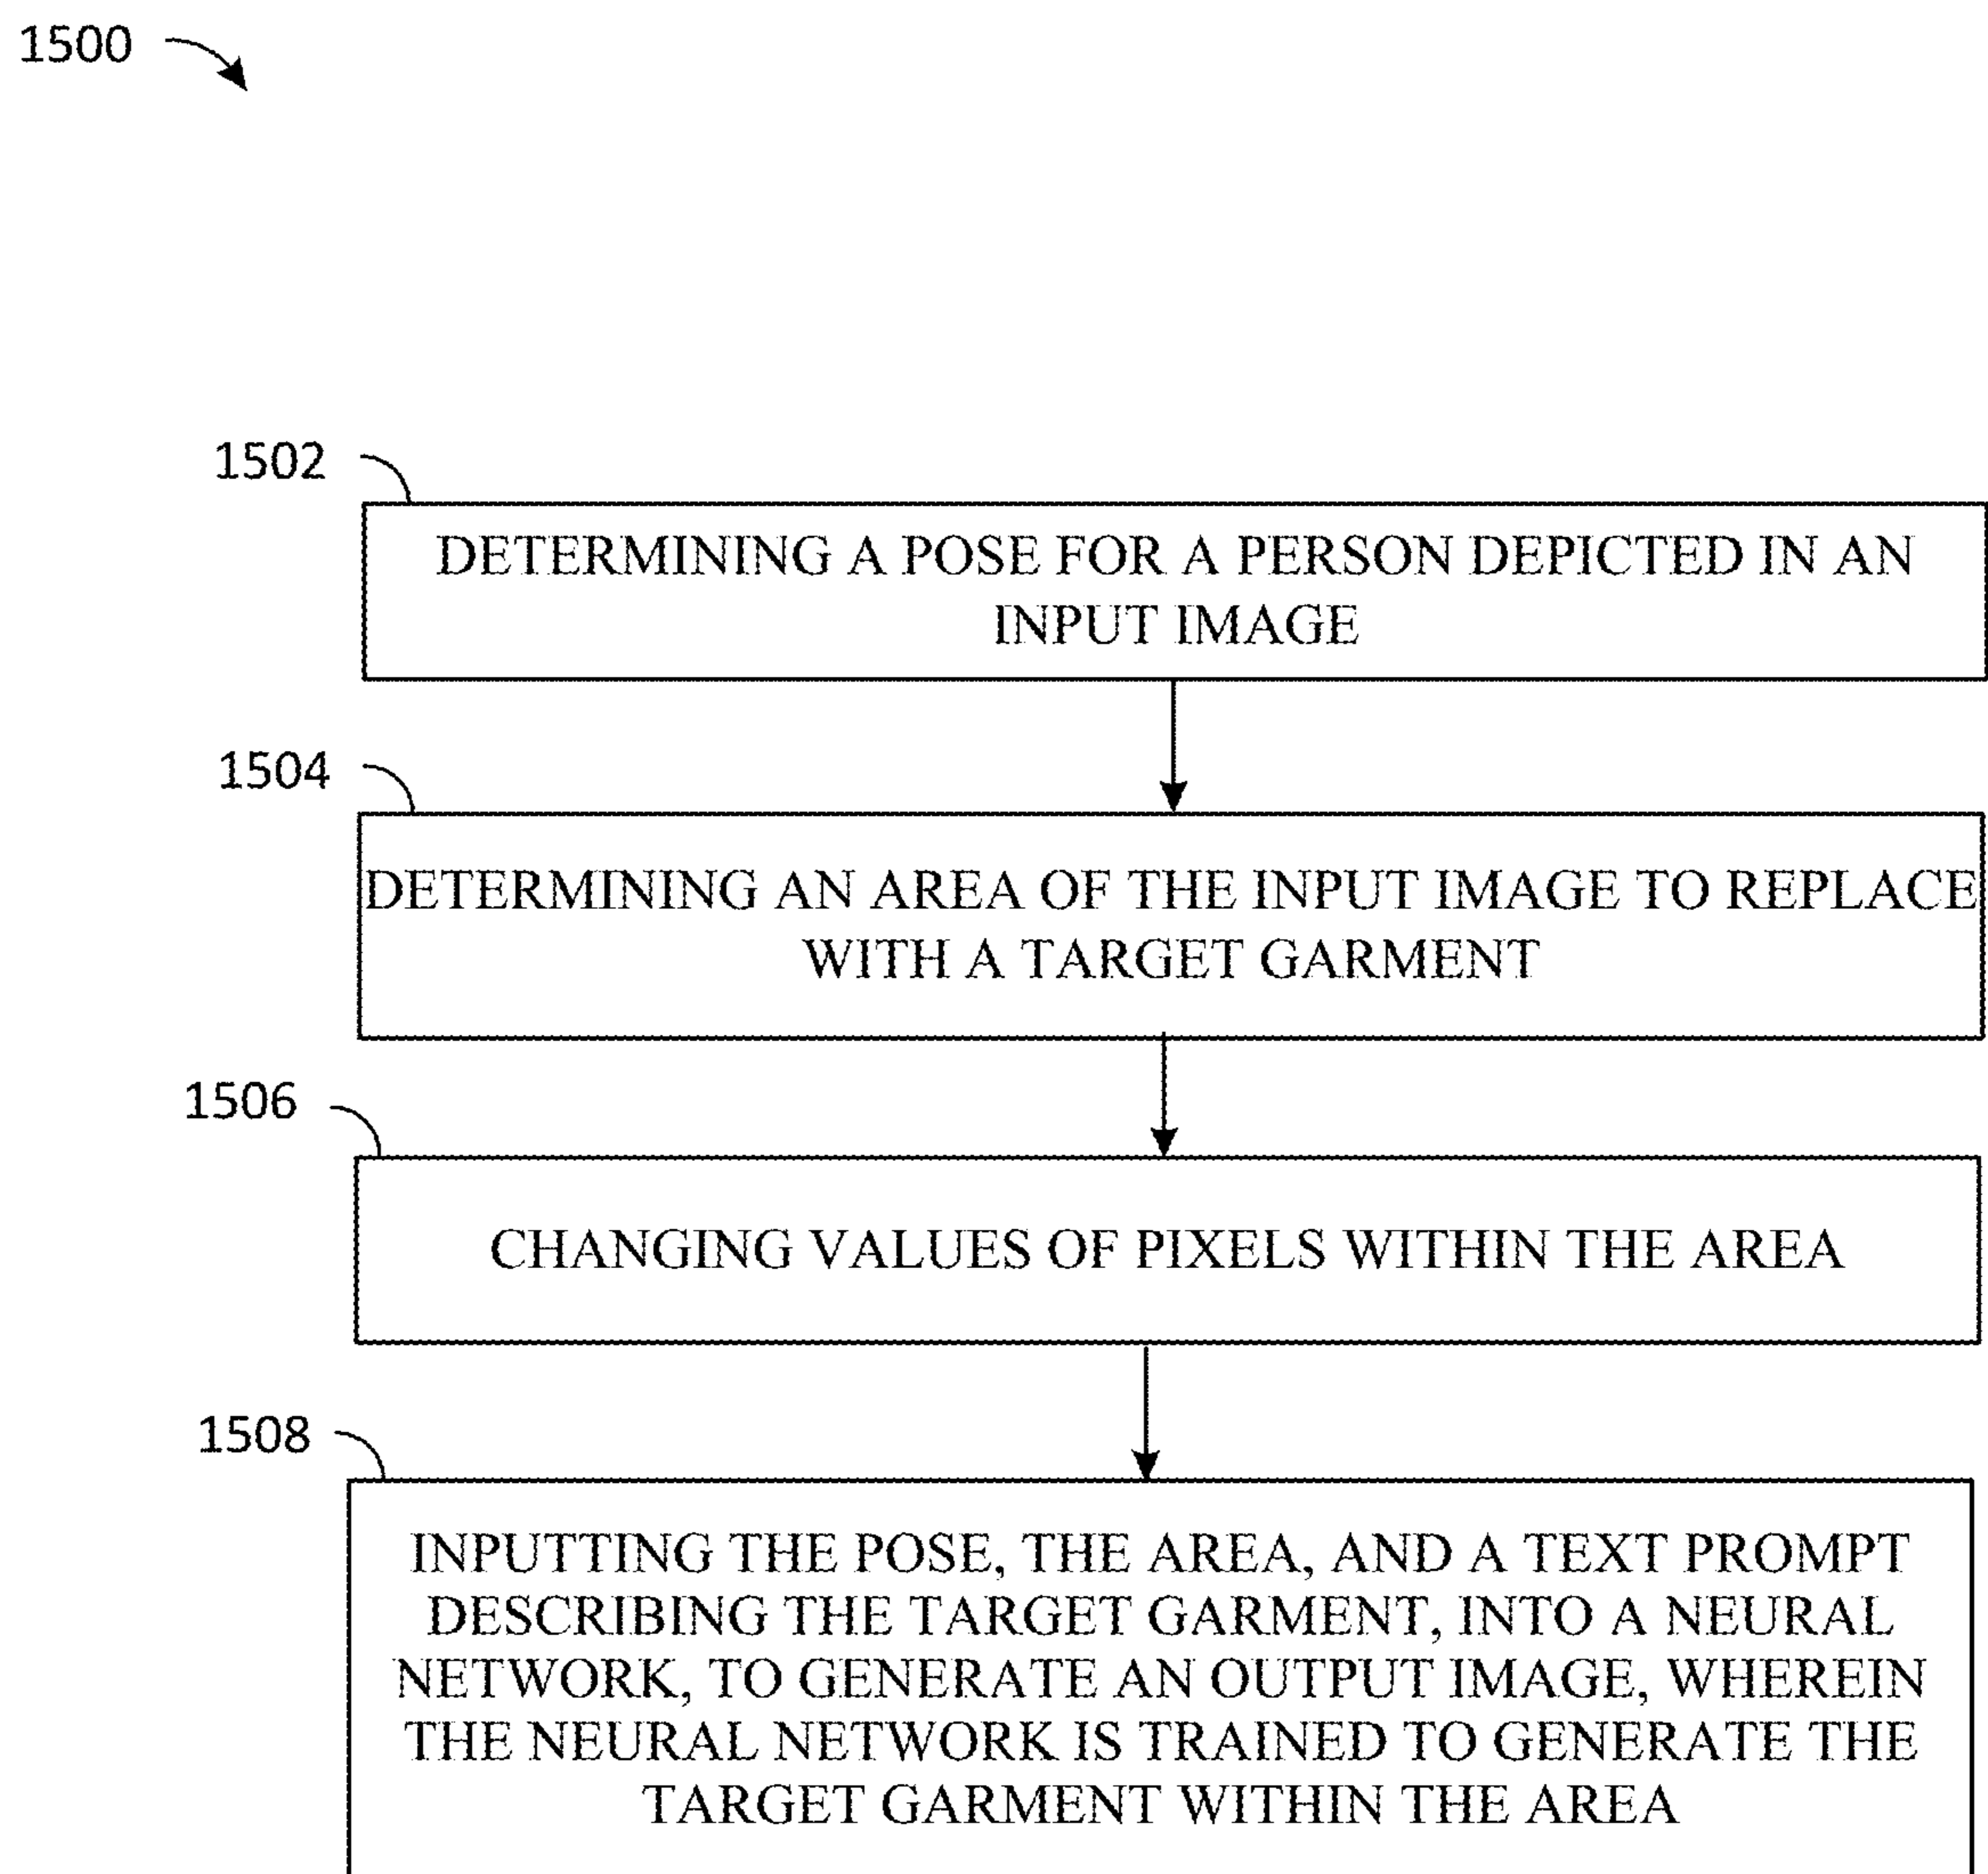 1500
1502
DETERMINING A POSE FOR A PERSON DEPICTED IN AN
INPUT IMAGE
1504
DETERMINING AN AREA OF THE INPUT IMAGE TO REPLACE
WITH A TARGET GARMENT
1506
CHANGING VALUES OF PIXELS WITHIN THE AREA
1508
INPUTTING THE POSE, THE AREA, AND A TEXT PROMPT
DESCRIBING THE TARGET GARMENT, INTO A NEURAL
NETWORK, TO GENERATE AN OUTPUT IMAGE, WHEREIN
THE NEURAL NETWORK IS TRAINED TO GENERATE THE
TARGET GARMENT WITHIN THE AREA